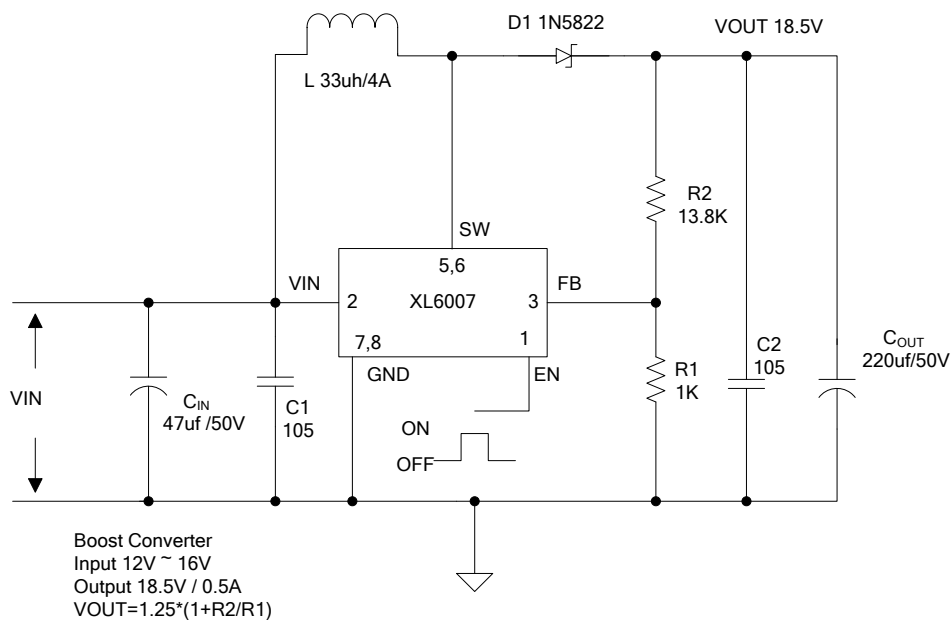 D1 1N5822
VOUT 18.5V
L 33uh/4A
R2
13.8K
SW
5,6
VIN
FB
2
XL6007
3
7,8
1
GND
EN
VIN
CIN
47uf /50V
C1
105
ON
OFF
R1
1K
C2
105
COUT
220uf/50V
Boost Converter
Input 12V ~ 16V
Output 18.5V / 0.5A
VOUT=1.25*(1+R2/R1)